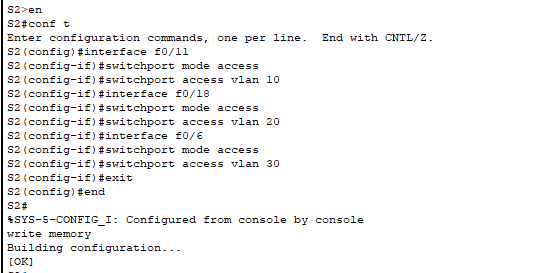 S2>en
S2#conf t
Enter configuration commands, one per line.  End with CNTL/Z.
S2(config)#interface f0/11
S2(config-if)#switchport mode access
S2(config-if)#switchport access vlan 10
S2(config-if)#interface f0/18
S2(config-if)#switchport mode access
S2(config-if)#switchport access vlan 20
S2(config-if)#interface f0/6
S2(config-if)#switchport mode access
S2(config-if)#switchport access vlan 30
S2(config-if)#exit
S2(config)#end
S2#
%SYS-5-CONFIG_I: Configured from console by console
write memory
Building configuration...
[OK]